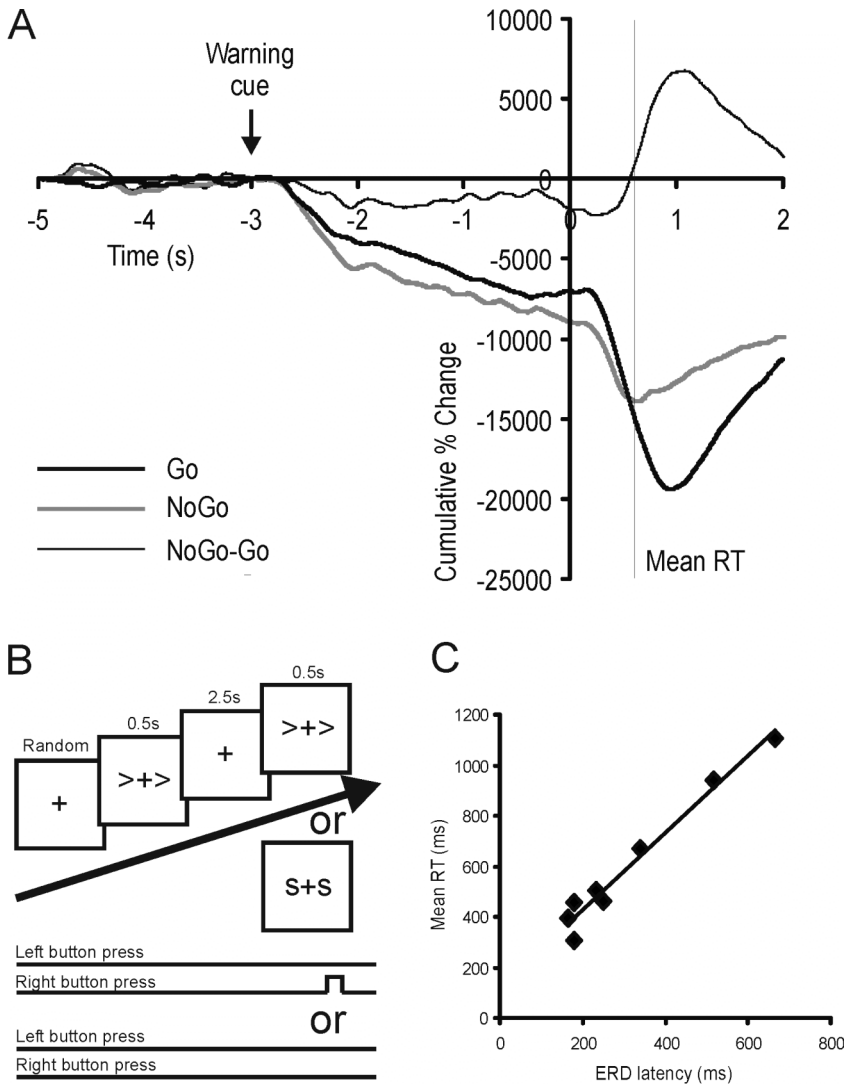 A
Warning
cue
10000
5000
0
-5 -4 -3 -2 -1 0 1 2
Time (s)
-5000
-10000
-15000
-20000
-25000
Cumulative % Change
Mean RT
Go
NoGo
NoGo-Go
B
Random
0.5s
2.5s
0.5s
+
>+>
+
>+>
or
s+s
Left button press
Right button press
or
Left button press
Right button press
C
1200
1000
800
600
400
200
0
0 200 400 600 800
Mean RT (ms)
ERD latency (ms)